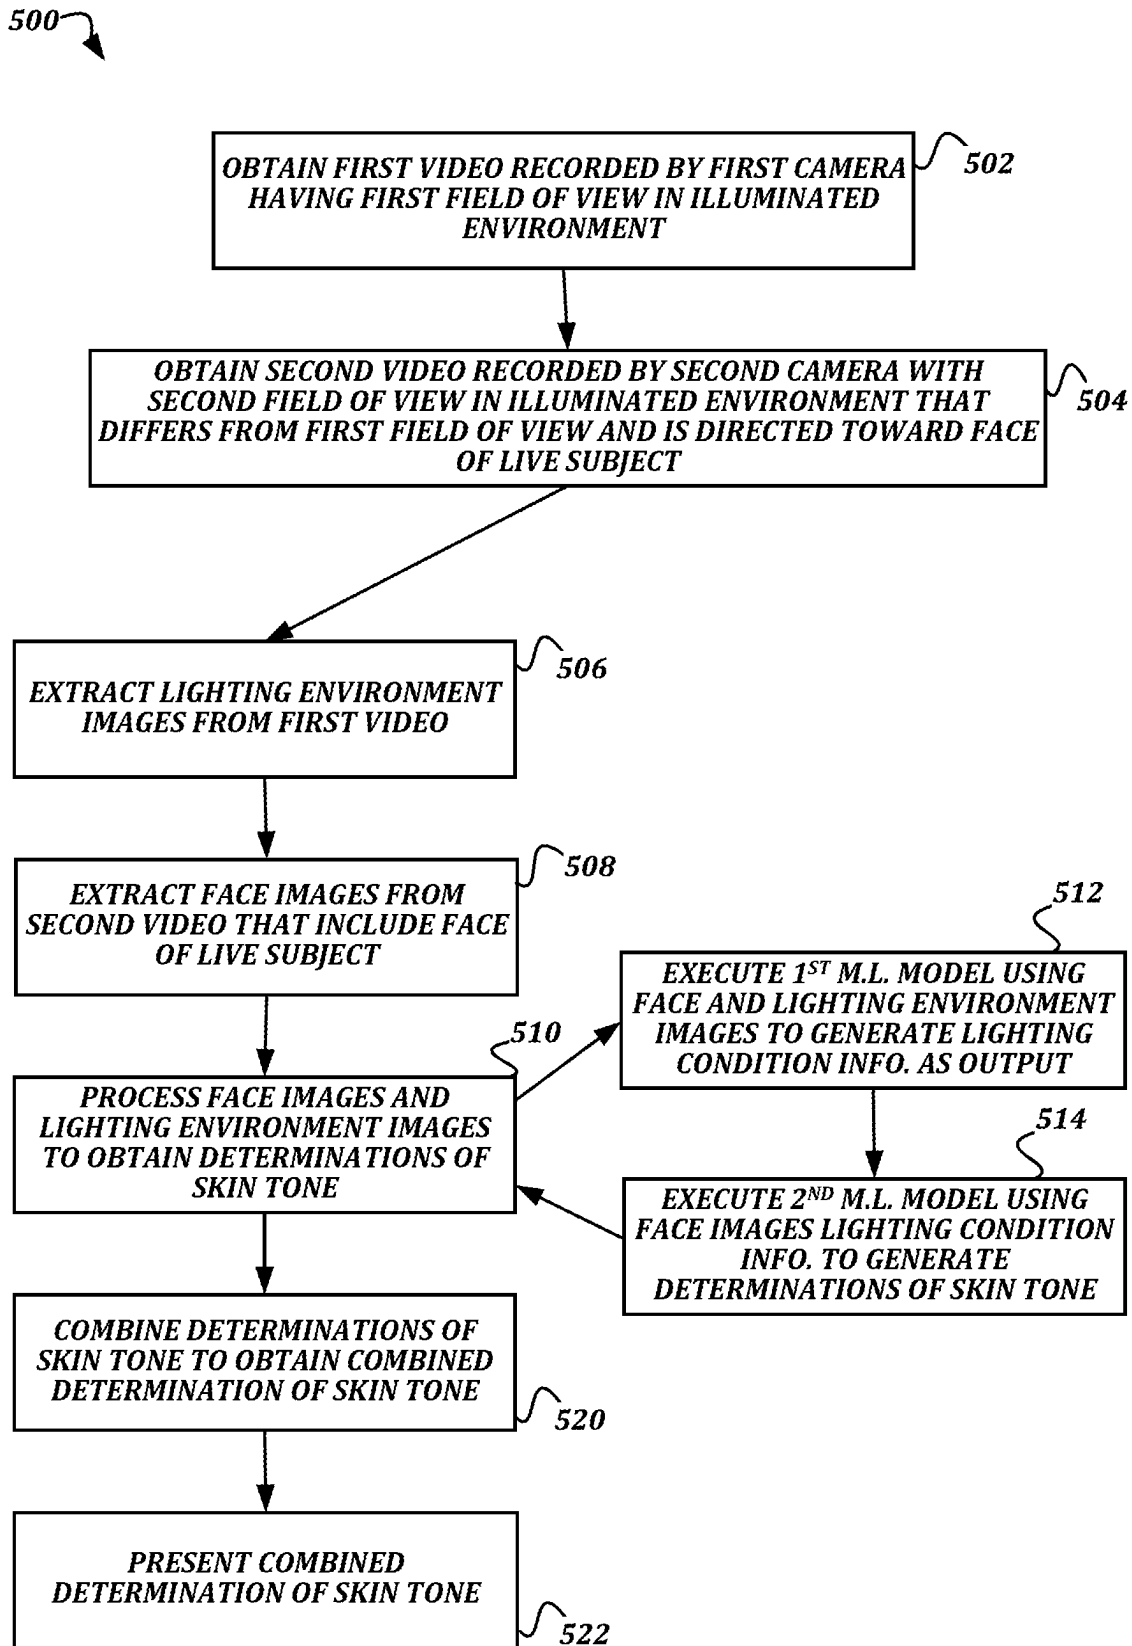 500
OBTAIN FIRST VIDEO RECORDED BY FIRST CAMERA
HAVING FIRST FIELD OF VIEW IN ILLUMINATED
ENVIRONMENT
502
OBTAIN SECOND VIDEO RECORDED BY SECOND CAMERA WITH
SECOND FIELD OF VIEW IN ILLUMINATED ENVIRONMENT THAT
DIFFERS FROM FIRST FIELD OF VIEW AND IS DIRECTED TOWARD FACE
OF LIVE SUBJECT
504
EXTRACT LIGHTING ENVIRONMENT
IMAGES FROM FIRST VIDEO
506
EXTRACT FACE IMAGES FROM
SECOND VIDEO THAT INCLUDE FACE
OF LIVE SUBJECT
508
PROCESS FACE IMAGES AND
LIGHTING ENVIRONMENT IMAGES
TO OBTAIN DETERMINATIONS OF
SKIN TONE
510
EXECUTE 1ST M.L. MODEL USING
FACE AND LIGHTING ENVIRONMENT
IMAGES TO GENERATE LIGHTING
CONDITION INFO. AS OUTPUT
512
EXECUTE 2ND M.L. MODEL USING
FACE IMAGES LIGHTING CONDITION
INFO. TO GENERATE
DETERMINATIONS OF SKIN TONE
514
COMBINE DETERMINATIONS OF
SKIN TONE TO OBTAIN COMBINED
DETERMINATION OF SKIN TONE
520
PRESENT COMBINED
DETERMINATION OF SKIN TONE
522